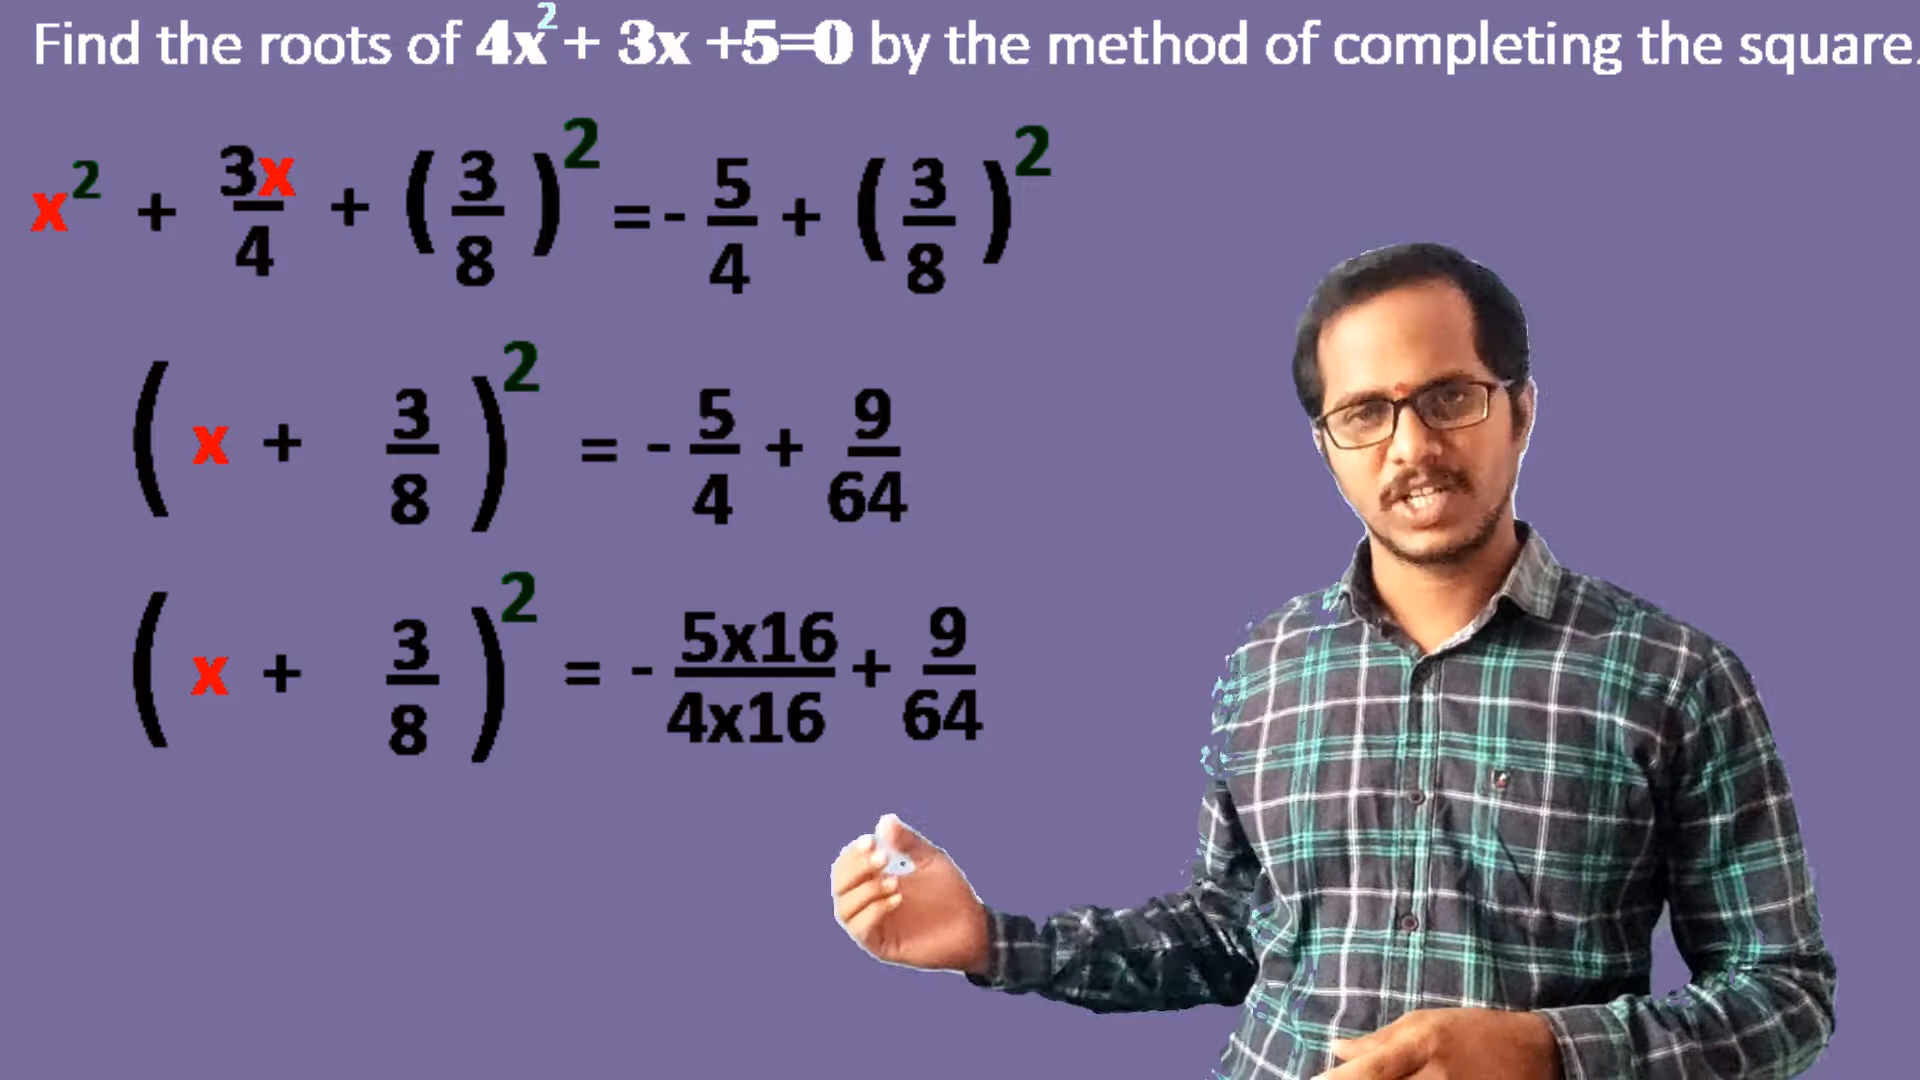 Find the roots of 4x² + 3x +5=0 by the method of completing the square.
x² + 3x/4 + (3/8)² = - 5/4 + (3/8)²
(x + 3/8)² = - 5/4 + 9/64
(x + 3/8)² = - 5x16/4x16 + 9/64